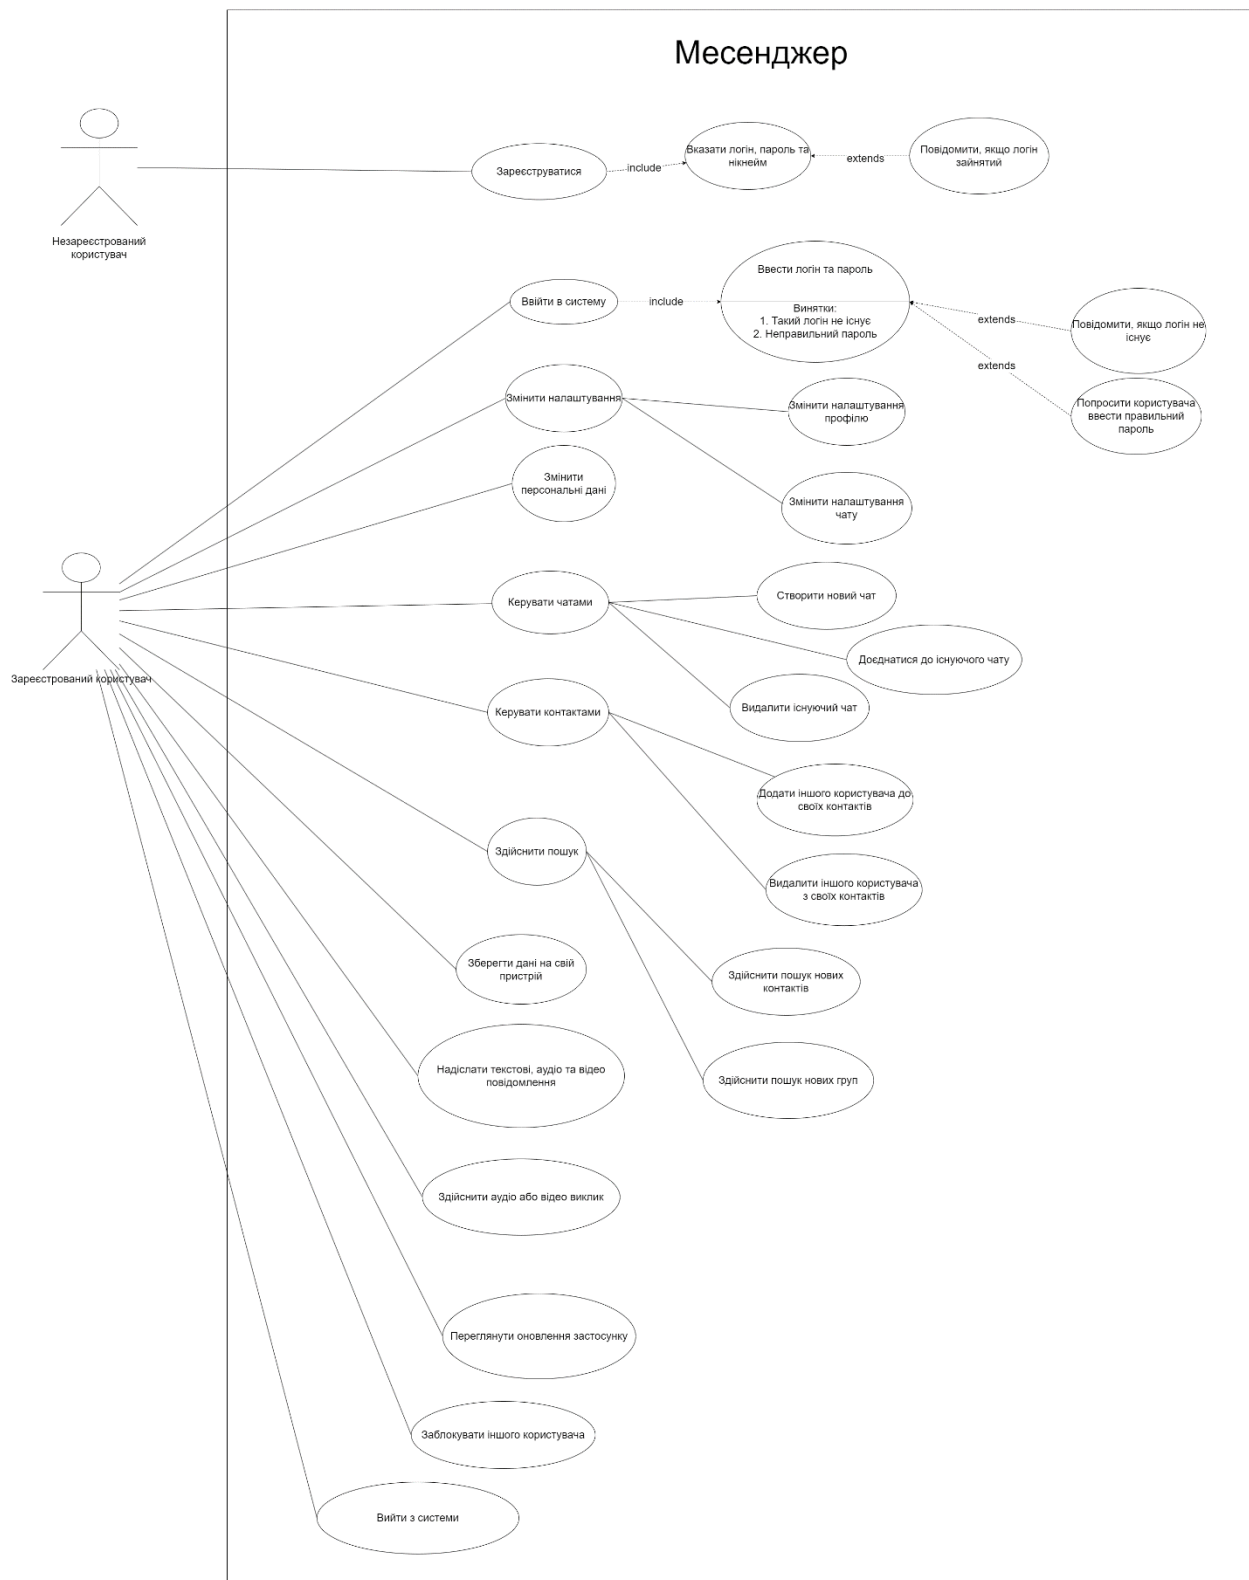 Месенджер
Вказати логін, пароль та
нікнейм
Повідомити, якщо логін
зайнятий
include
extends
Зареєструватися
Незареєстрований
користувач
Ввести логін та пароль
Ввійти в систему
include
Винятки:
1. Такий логін не існує
2. Неправильний пароль
extends
Повідомити, якщо логін не
існує
extends
Змінити налаштування
Змінити налаштування
профілю
Попросити користувача
ввести правильний
пароль
Змінити
персональні дані
Змінити налаштування
чату
Керувати чатами
Створити новий чат
Доєднатися до існуючого чату
Зареєстрований користувач
Керувати контактами
Видалити існуючий чат
Додати іншого користувача до
своїх контактів
Здійснити пошук
Видалити іншого користувача
з своїх контактів
Зберегти дані на свій
пристрій
Здійснити пошук нових
контактів
Надіслати текстові, аудіо та відео
повідомлення
Здійснити пошук нових груп
Здійснити аудіо або відео виклик
Переглянути оновлення застосунку
Заблокувати іншого користувача
Вийти з системи